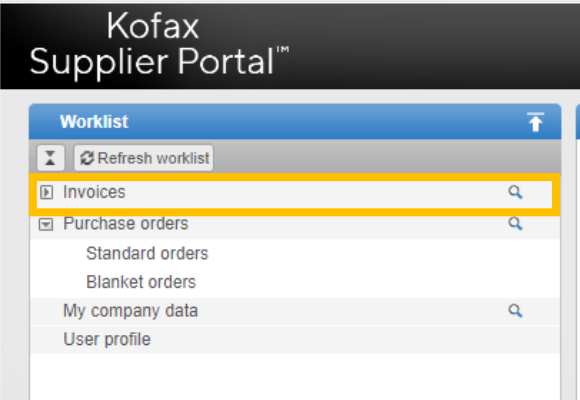 Kofax
Supplier Portal™
Worklist
Refresh worklist
Invoices
Purchase orders
Standard orders
Blanket orders
My company data
User profile